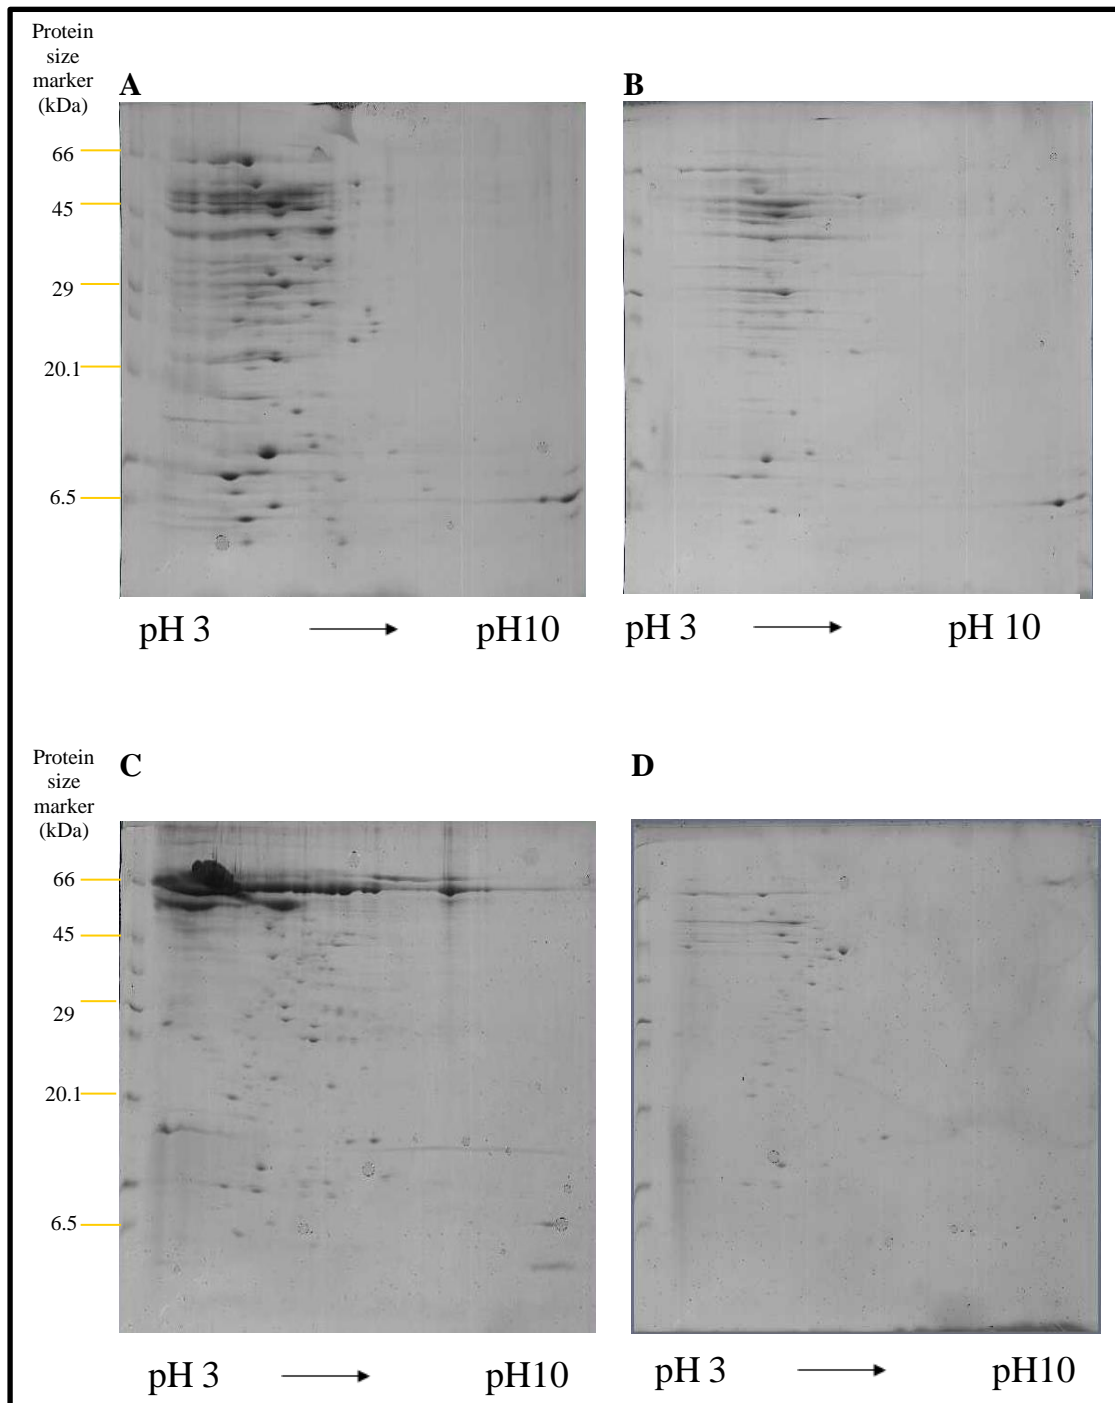 Protein
size
marker
(kDa)
A
B
66
45
29
20.1
6.5
pH 3
pH10
pH 3
pH 10
Protein
size
marker
(kDa)
C
D
66
45
29
20.1
6.5
pH 3
pH10
pH 3
pH10